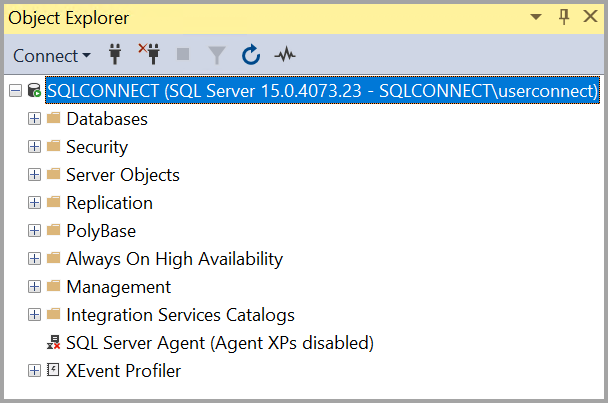 Object Explorer
Connect
SQLCONNECT (SQL Server 15.0.4073.23 - SQLCONNECT\userconnect)
Databases
Security
Server Objects
Replication
PolyBase
Always On High Availability
Management
Integration Services Catalogs
SQL Server Agent (Agent XPs disabled)
XEvent Profiler